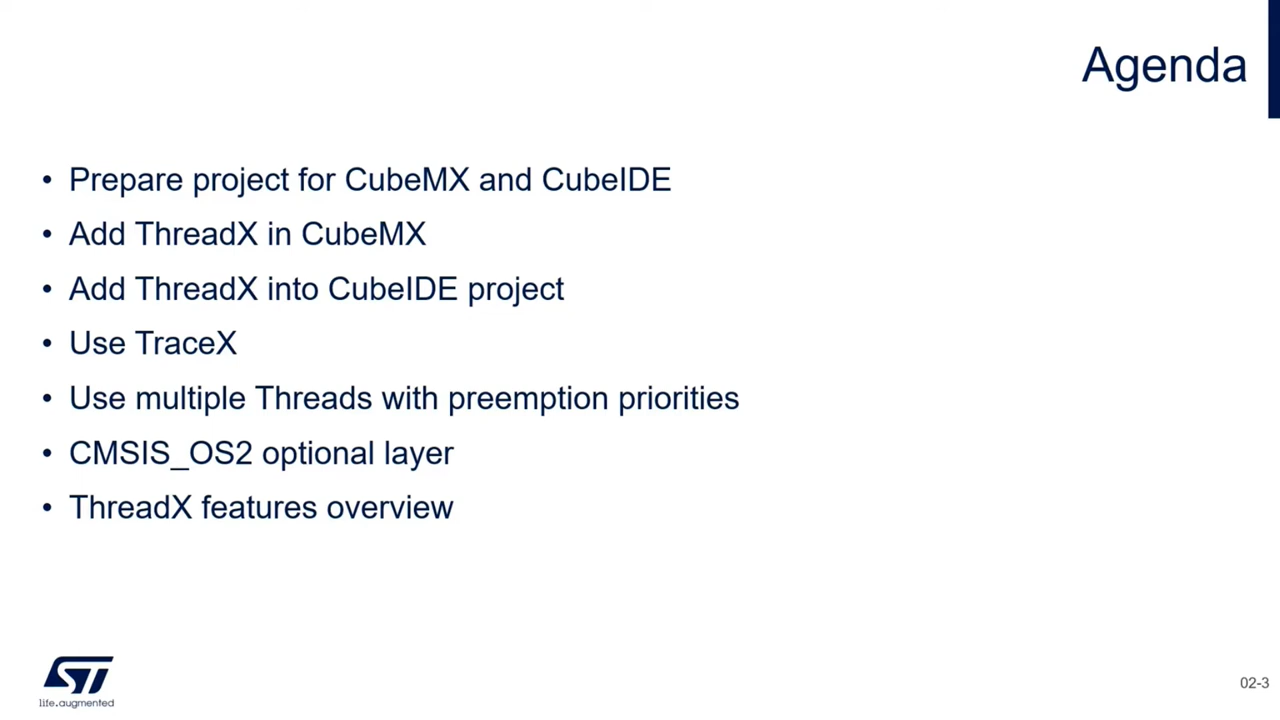 Agenda
• Prepare project for CubeMX and CubeIDE
• Add ThreadX in CubeMX
• Add ThreadX into CubeIDE project
• Use TraceX
• Use multiple Threads with preemption priorities
• CMSIS_OS2 optional layer
• ThreadX features overview
ST
life.augmented
02-3